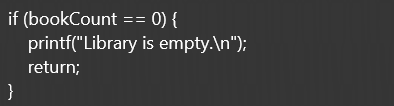 if (bookCount == 0) {
    printf("Library is empty.\n");
    return;
}